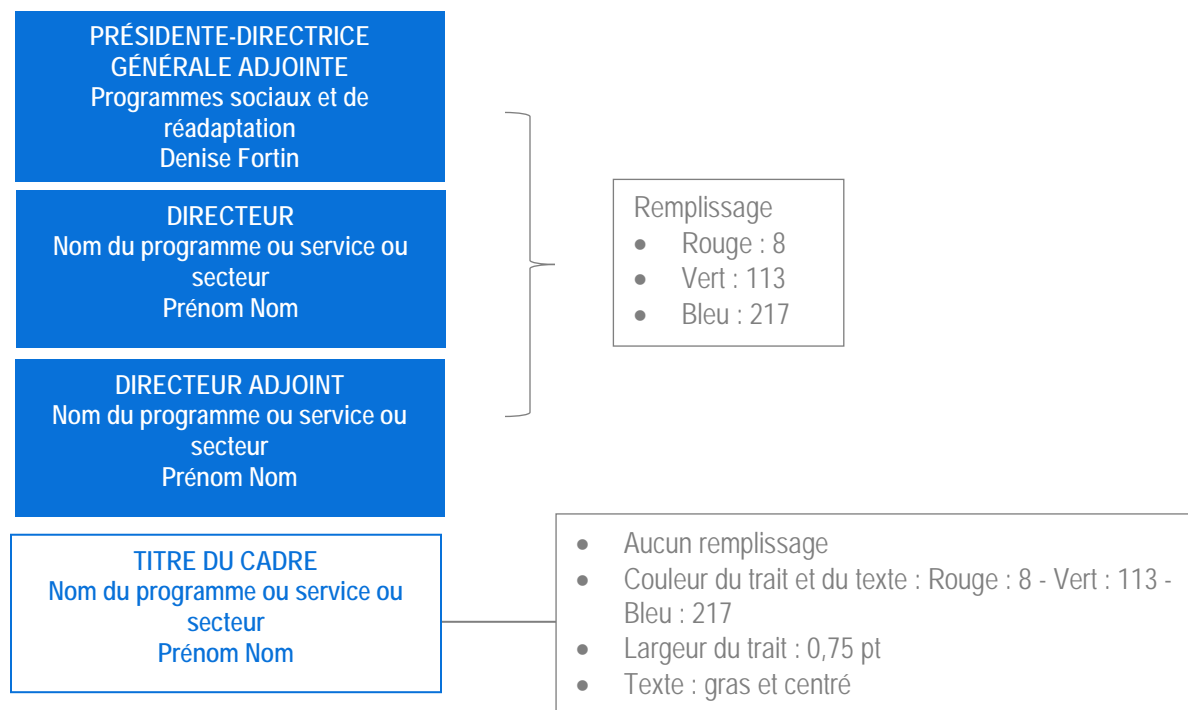 PRÉSIDENTE-DIRECTRICE
GÉNÉRALE ADJOINTE
Programmes sociaux et de
réadaptation
Denise Fortin
DIRECTEUR
Nom du programme ou service ou
secteur
Prénom Nom
DIRECTEUR ADJOINT
Nom du programme ou service ou
secteur
Prénom Nom
Remplissage
• Rouge : 8
• Vert : 113
• Bleu : 217
TITRE DU CADRE
Nom du programme ou service ou
secteur
Prénom Nom
• Aucun remplissage
• Couleur du trait et du texte : Rouge : 8 - Vert : 113 -
Bleu : 217
• Largeur du trait : 0,75 pt
• Texte : gras et centré